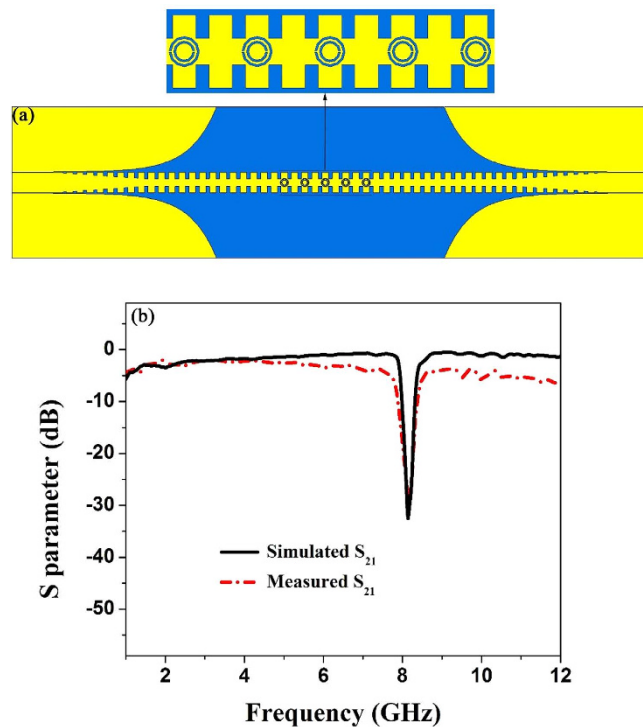 (a)
(b)
0
-10
-20
-30
-40
-50
S parameter (dB)
Simulated S₂₁
Measured S₂₁
2 4 6 8 10 12
Frequency (GHz)